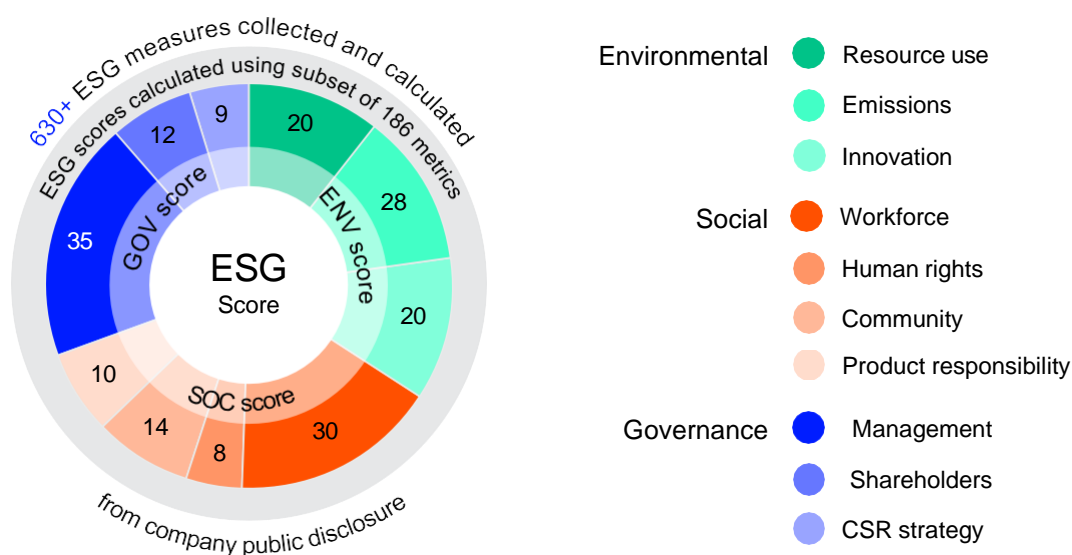 630+ ESG measures collected and calculated
ESG scores calculated using subset of 186 metrics
from company public disclosure
9
20
12
28
35
20
10
14
8
30
GOV score
ENV score
SOC score
ESG
Score
Environmental
Resource use
Emissions
Innovation
Social
Workforce
Human rights
Community
Product responsibility
Governance
Management
Shareholders
CSR strategy